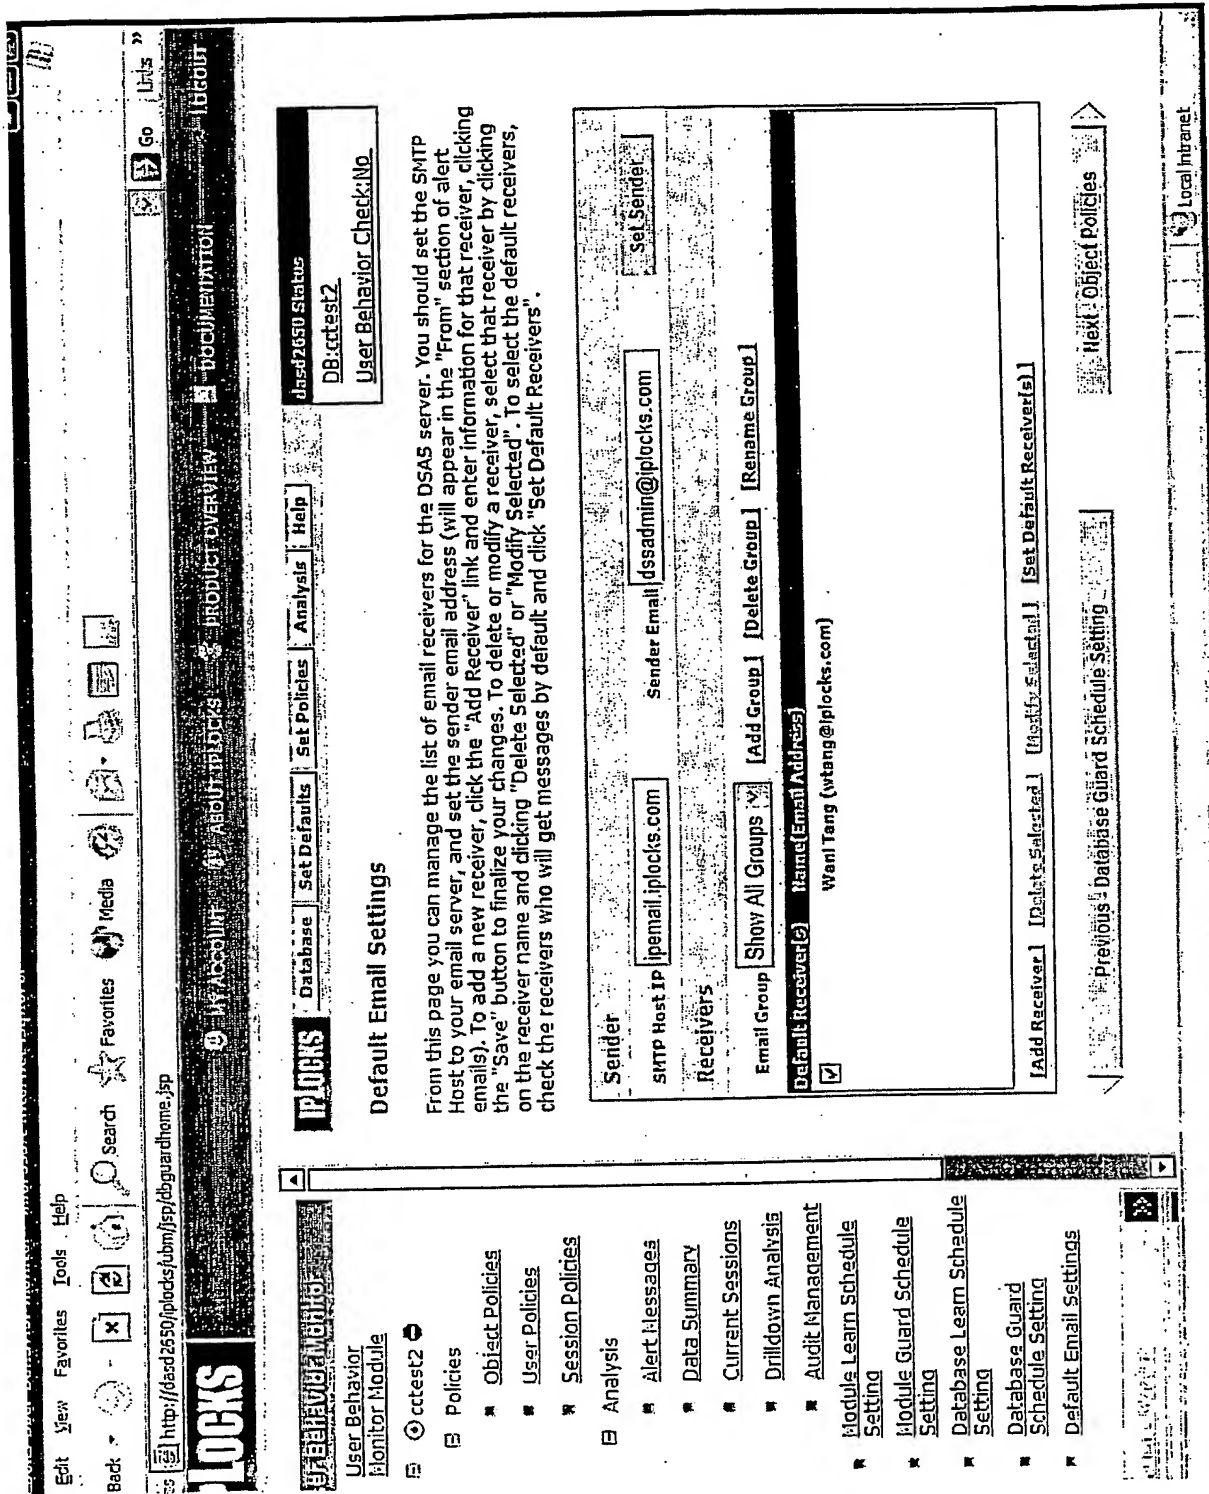 Edit View Favorites Tools Help
Back Search Favorites Media
http://dasd2650/iplocks/ubm/jsp/dbguardhome.jsp
Go Links »
PLOCKS
MY ACCOUNT ABOUT IPLOCKS PRODUCT OVERVIEW DOCUMENTATION LOGOUT
User Behavior Monitor
User Behavior
Monitor Module
cctest2
Policies
Object Policies
User Policies
Session Policies
Analysis
Alert Messages
Data Summary
Current Sessions
Drilldown Analysis
Audit Management
Module Learn Schedule
Setting
Module Guard Schedule
Setting
Database Learn Schedule
Setting
Database Guard
Schedule Setting
Default Email Settings
IPLOCKS Database Set Defaults Set Policies Analysis Help
dasd2650 status
DB:cctest2
User Behavior Check:No
Default Email Settings
From this page you can manage the list of email receivers for the DSAS server. You should set the SMTP
Host to your email server, and set the sender email address (will appear in the "From" section of alert
emails). To add a new receiver, click the "Add Receiver" link and enter information for that receiver, clicking
the "Save" button to finalize your changes. To delete or modify a receiver, select that receiver by clicking
on the receiver name and clicking "Delete Selected" or "Modify Selected". To select the default receivers,
check the receivers who will get messages by default and click "Set Default Receivers".
Sender
SMTP Host IP ipenail.iplocks.com Sender Email dssadmin@iplocks.com Set Sender
Receivers
Email Group Show All Groups [Add Group] [Delete Group] [Rename Group]
Default Receiver(s) Name(Email Address)
Wani Tang (wtang@iplocks.com)
[Add Receiver] [Delete Selected] [Modify Selected] [Set Default Receiver(s)]
Previous - Database Guard Schedule Setting
Next - Object Policies
Local intranet